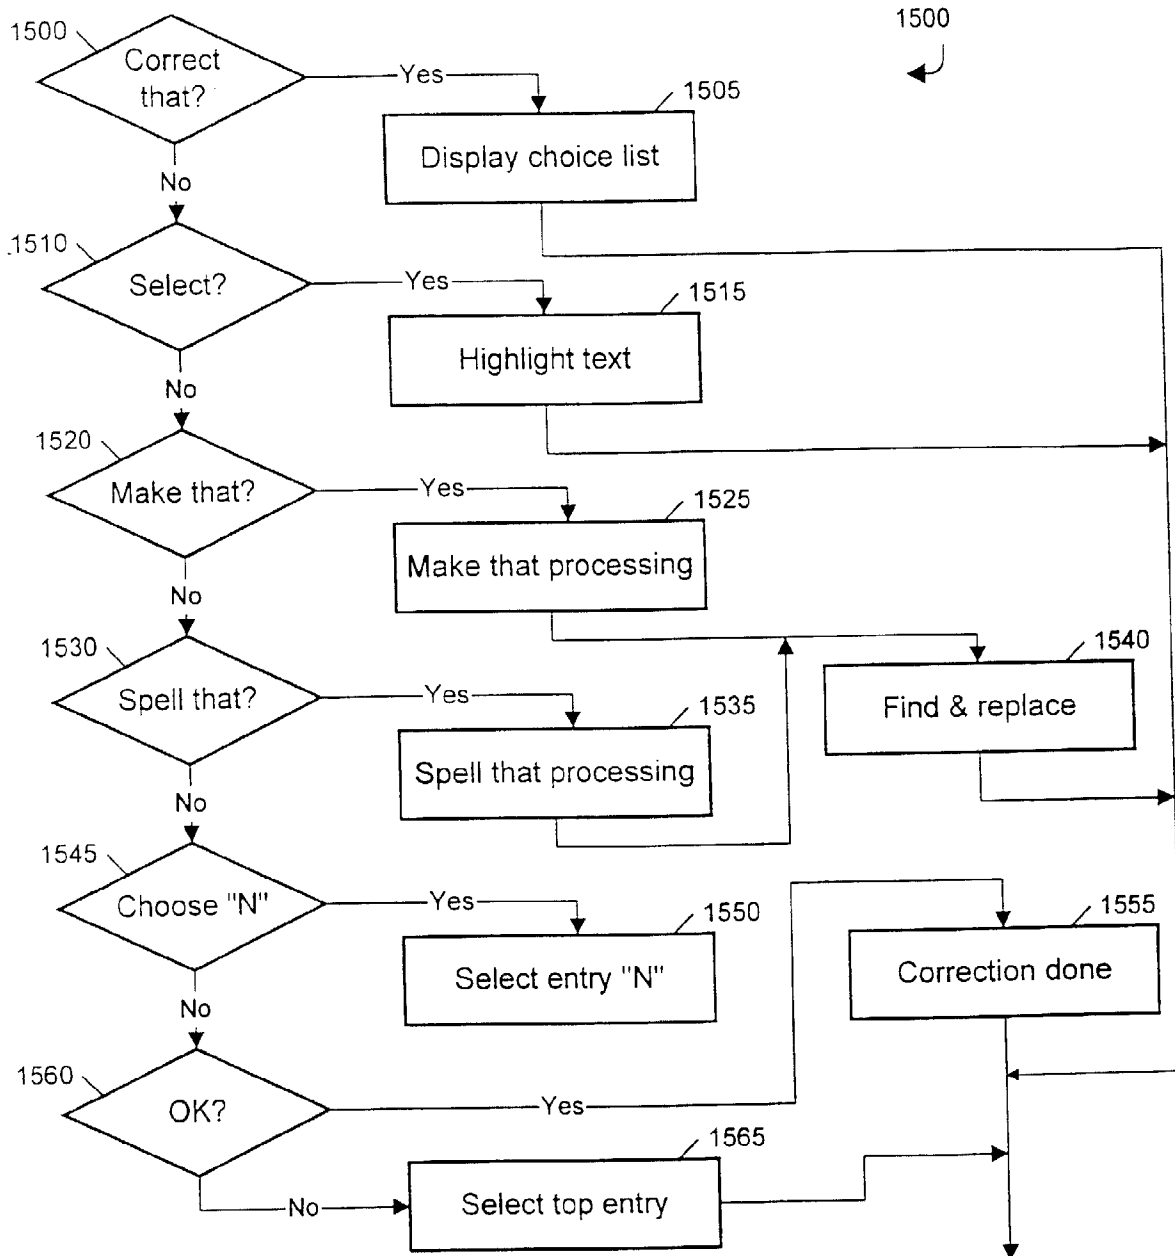 1500
1500
Correct
that?
Yes
1505
Display choice list
No
1510
Select?
Yes
1515
Highlight text
No
1520
Make that?
Yes
1525
Make that processing
No
1530
Spell that?
Yes
1535
Spell that processing
1540
Find & replace
No
1545
Choose "N"
Yes
1550
Select entry "N"
1555
Correction done
No
1560
OK?
Yes
1565
No
Select top entry